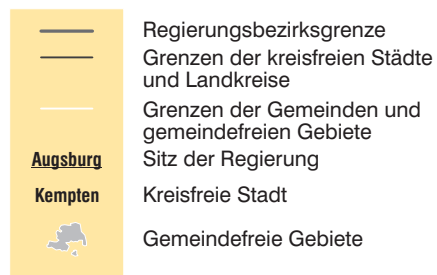 Regierungsbezirksgrenze
Grenzen der kreisfreien Städte
und Landkreise
Grenzen der Gemeinden und
gemeindefreien Gebiete
Augsburg Sitz der Regierung
Kempten Kreisfreie Stadt
Gemeindefreie Gebiete